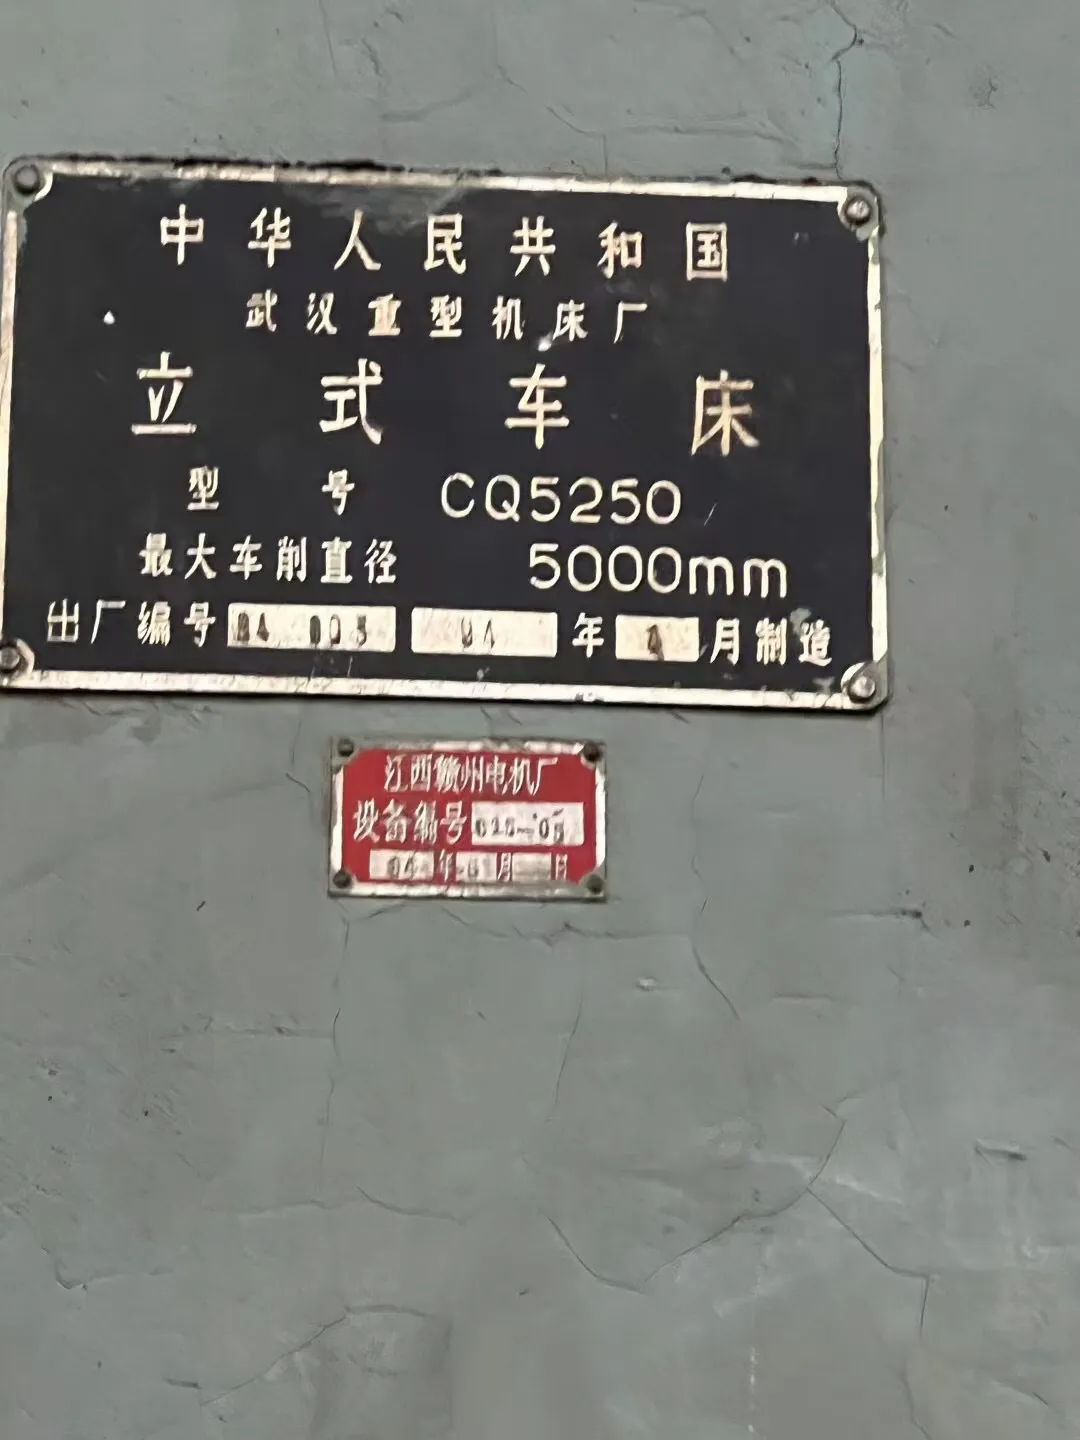 中华人民共和国
武汉重型机床厂
立式车床
型号 CQ5250
最大车削直径 5000mm
出厂编号 年 月制造
江西赣州电机厂
设备编号
年 月 日